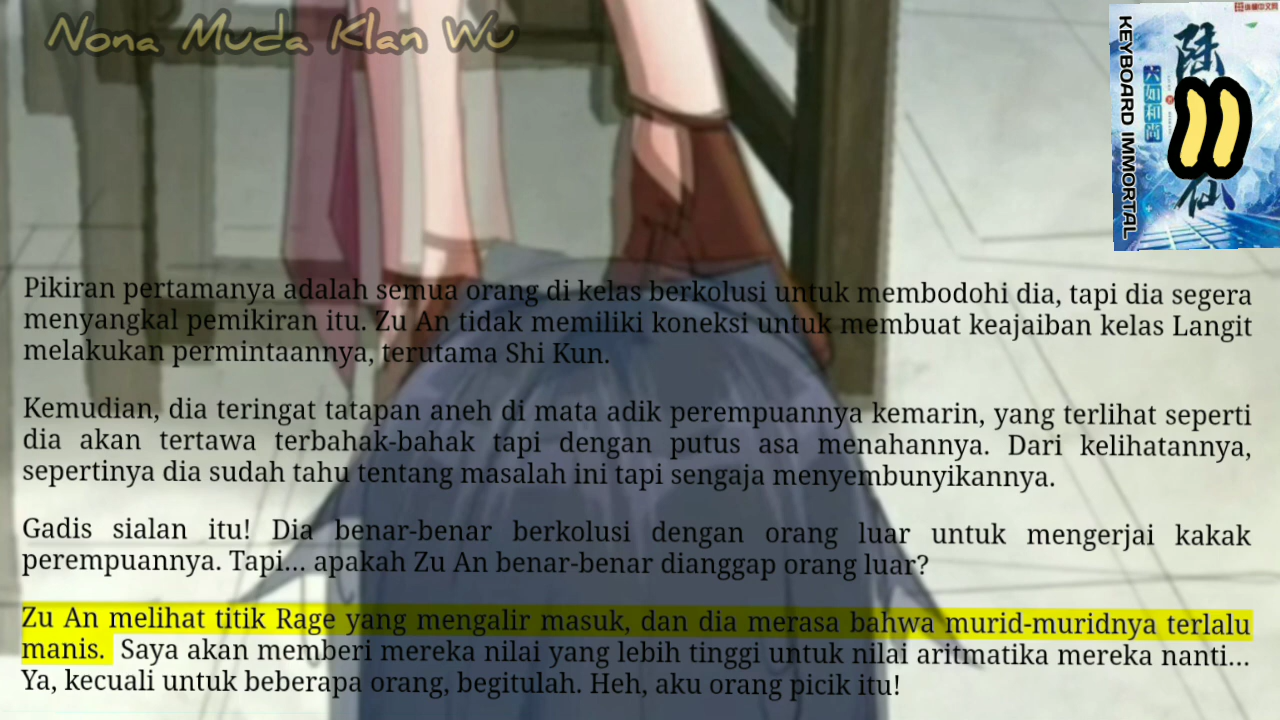 Nona Muda Klan Wu
KEYBOARD IMMORTAL
六如和尚
Pikiran pertamanya adalah semua orang di kelas berkolusi untuk membodohi dia, tapi dia segera
menyangkal pemikiran itu. Zu An tidak memiliki koneksi untuk membuat keajaiban kelas Langit
melakukan permintaannya, terutama Shi Kun.
Kemudian, dia teringat tatapan aneh di mata adik perempuannya kemarin, yang terlihat seperti
dia akan tertawa terbahak-bahak tapi dengan putus asa menahannya. Dari kelihatannya,
sepertinya dia sudah tahu tentang masalah ini tapi sengaja menyembunyikannya.
Gadis sialan itu! Dia benar-benar berkolusi dengan orang luar untuk mengerjai kakak
perempuannya. Tapi... apakah Zu An benar-benar dianggap orang luar?
Zu An melihat titik Rage yang mengalir masuk, dan dia merasa bahwa murid-muridnya terlalu
manis. Saya akan memberi mereka nilai yang lebih tinggi untuk nilai aritmatika mereka nanti...
Ya, kecuali untuk beberapa orang, begitulah. Heh, aku orang picik itu!